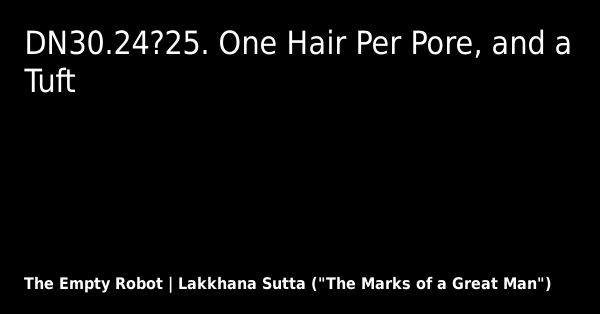 DN30.24?25. One Hair Per Pore, and a
Tuft
The Empty Robot | Lakkhana Sutta ("The Marks of a Great Man")